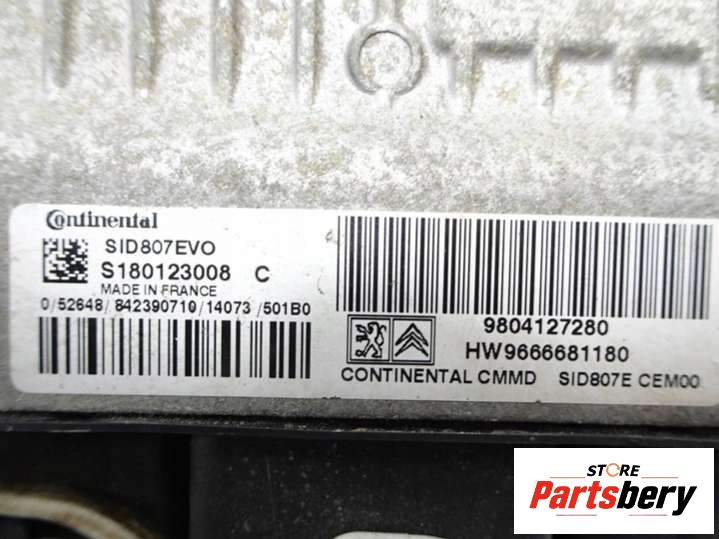 Continental
SID807EVO
S180123008 C
MADE IN FRANCE
0/52648/842390710/14073/501B0
9804127280
HW9666681180
CONTINENTAL CMMD SID807E CEM00
STORE
Partsbery